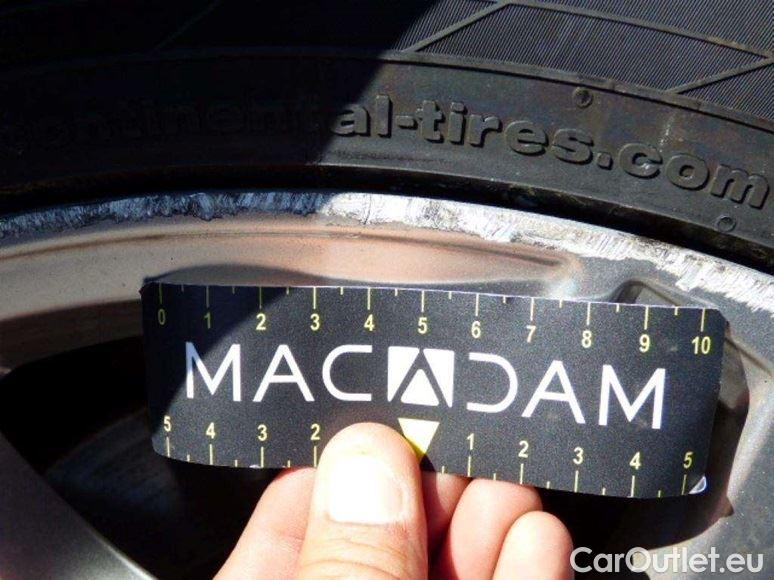 continental-tires.com
0 1 2 3 4 5 6 7 8 9 10
MACADAM
5 4 3 2 1 2 3 4 5
CarOutlet.eu